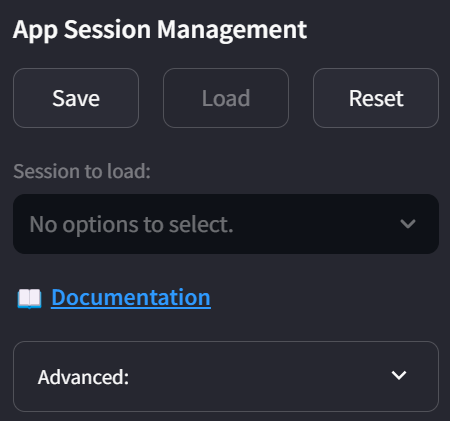 App Session Management
Save Load Reset
Session to load:
No options to select.
Documentation
Advanced: